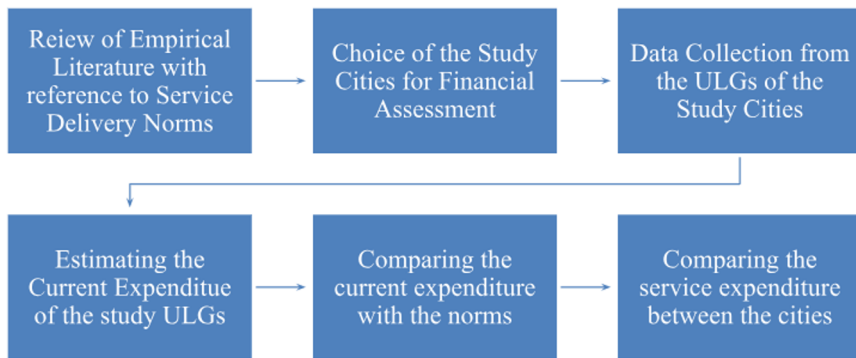 Reiew of Empirical
Literature with
reference to Service
Delivery Norms
Choice of the Study
Cities for Financial
Assessment
Data Collection from
the ULGs of the
Study Cities
Estimating the
Current Expenditue
of the study ULGs
Comparing the
current expenditure
with the norms
Comparing the
service expenditure
between the cities